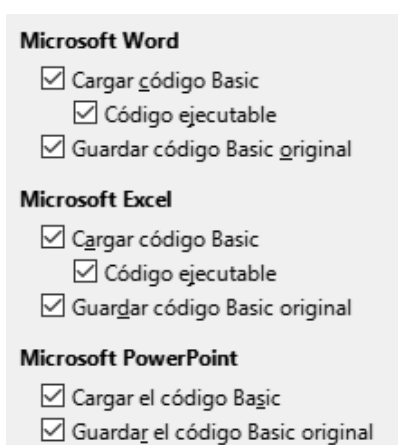 Microsoft Word
Cargar código Basic
Código ejecutable
Guardar código Basic original
Microsoft Excel
Cargar código Basic
Código ejecutable
Guardar código Basic original
Microsoft PowerPoint
Cargar el código Basic
Guardar el código Basic original